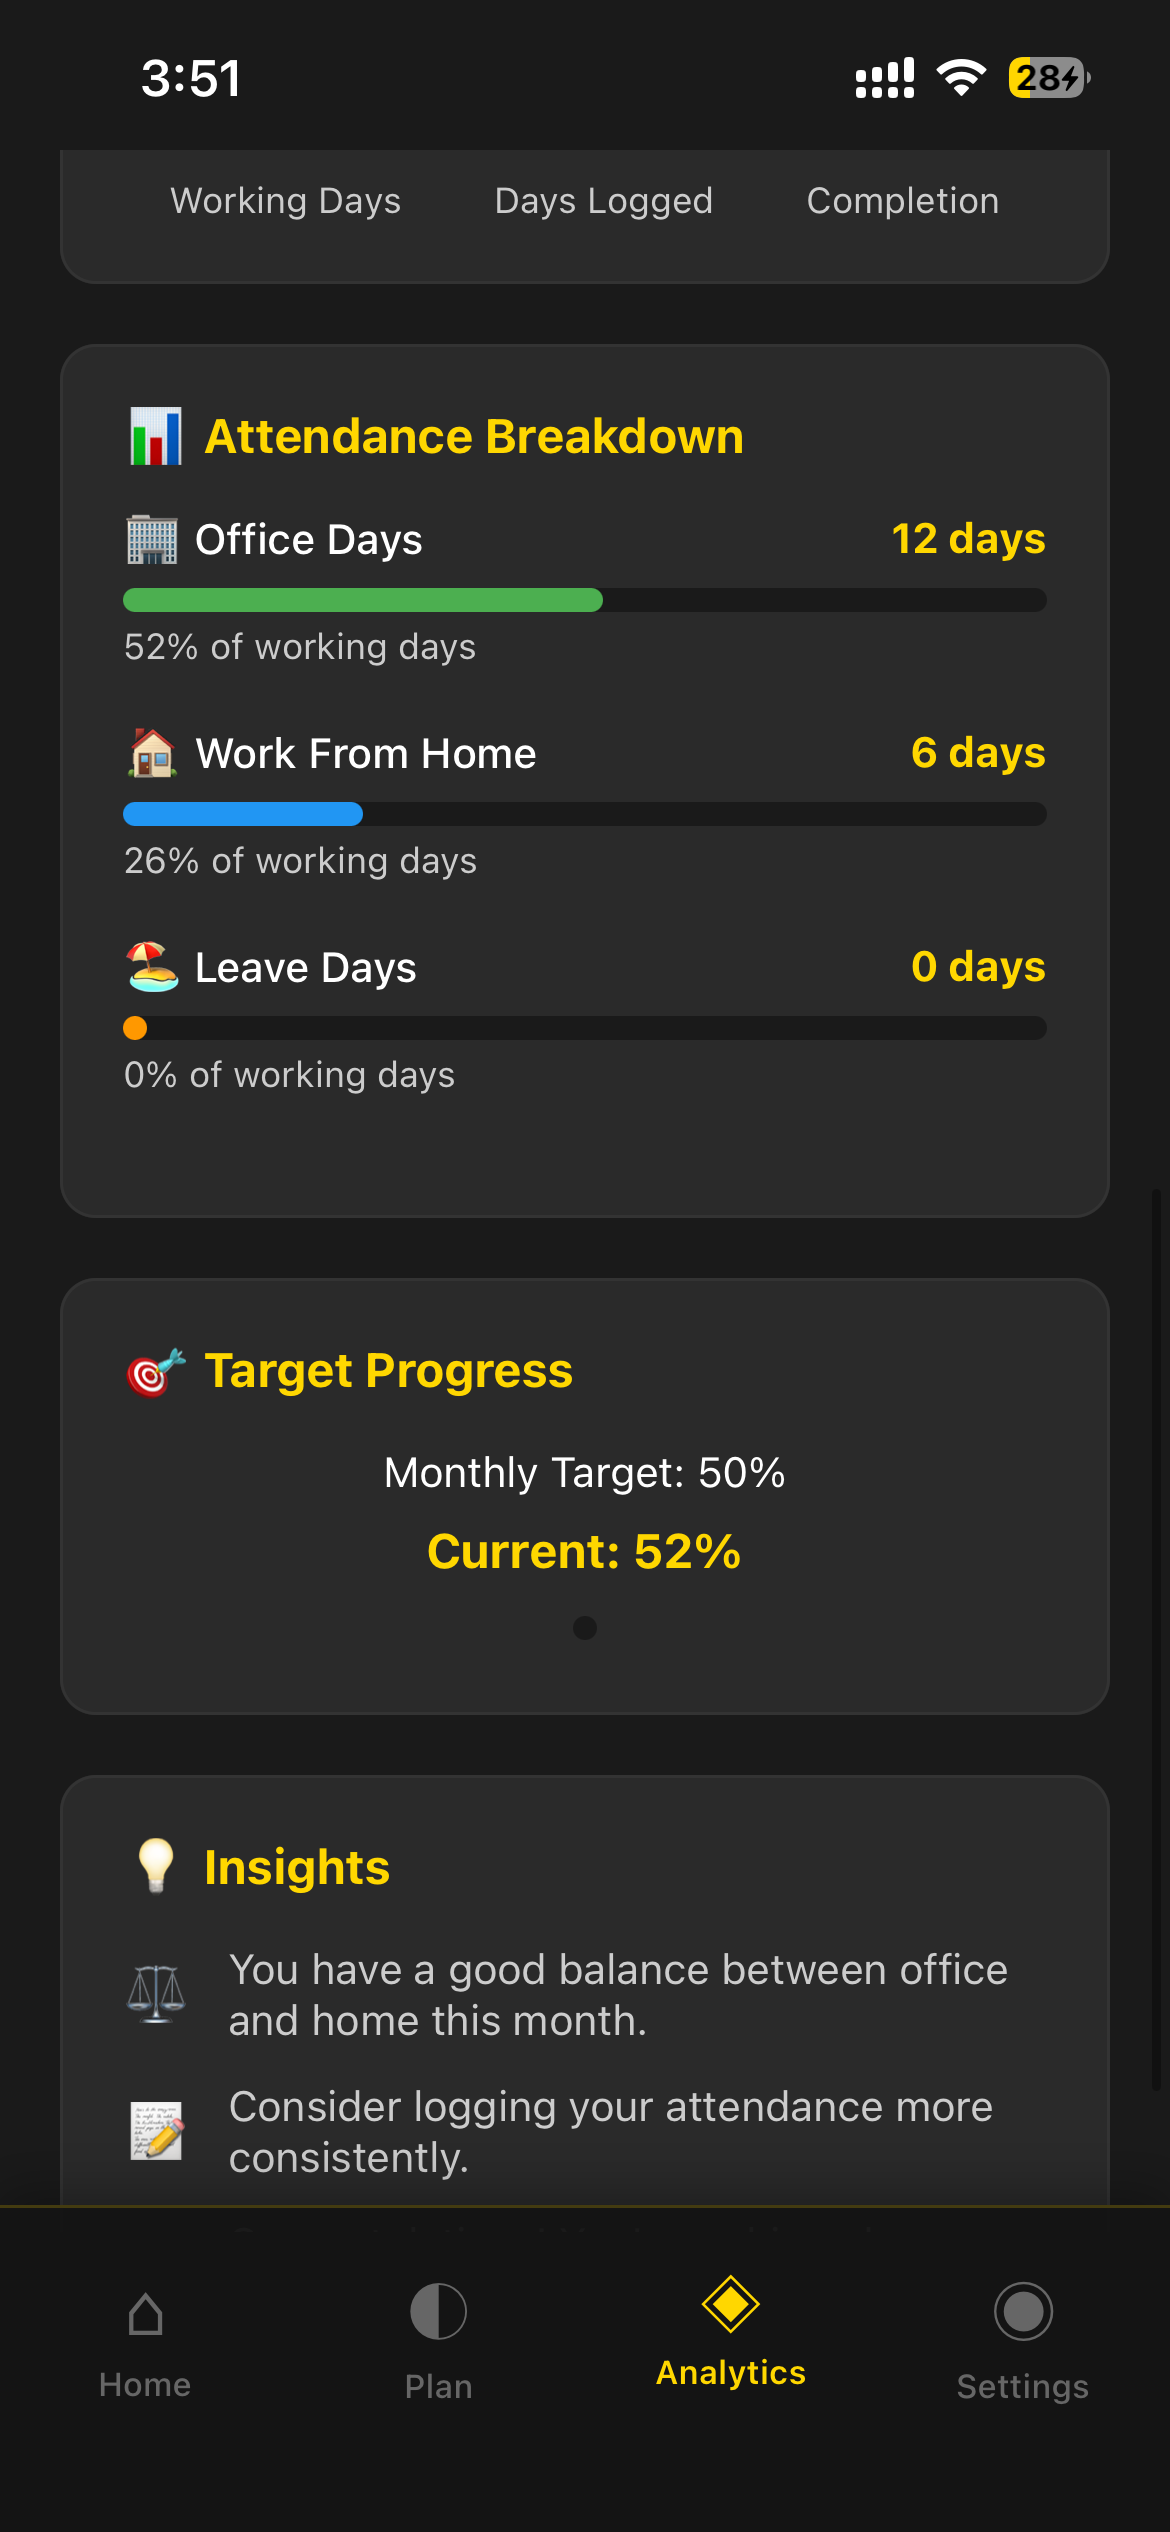 3:51
28
Working Days Days Logged Completion
Attendance Breakdown
Office Days 12 days
52% of working days
Work From Home 6 days
26% of working days
Leave Days 0 days
0% of working days
Target Progress
Monthly Target: 50%
Current: 52%
Insights
You have a good balance between office
and home this month.
Consider logging your attendance more
consistently.
Home Plan Analytics Settings